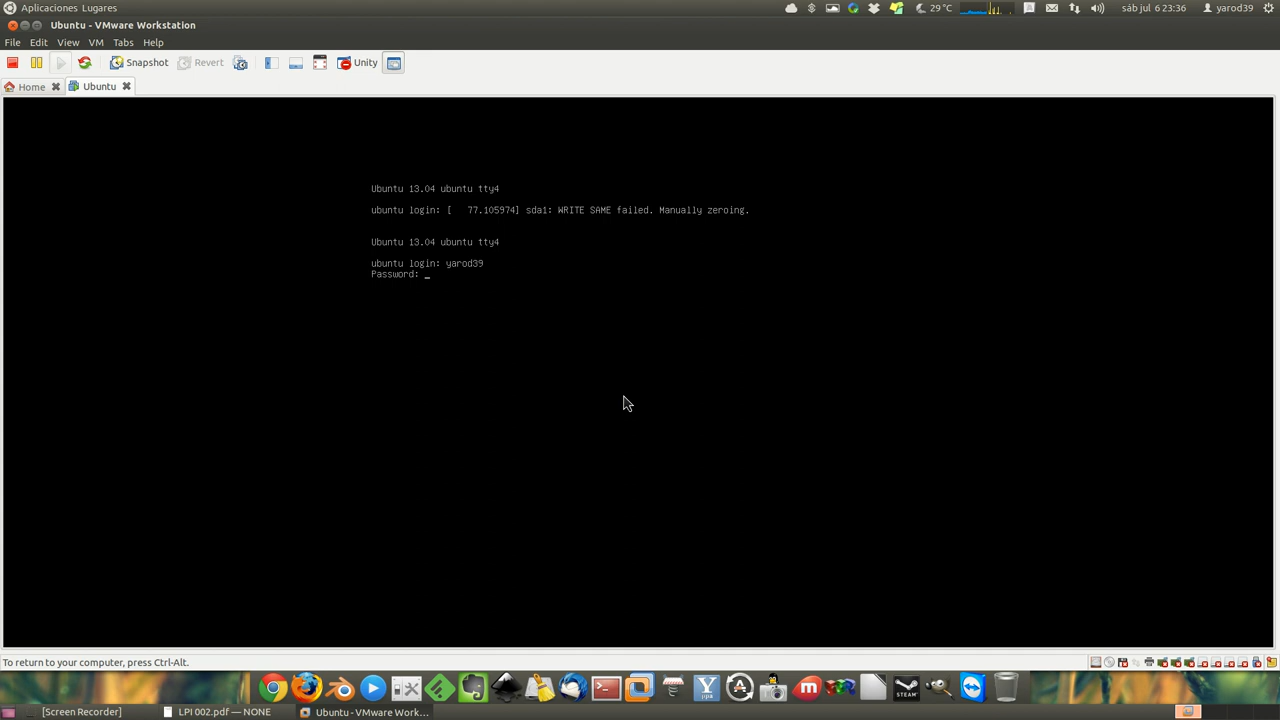 Aplicaciones Lugares
29 °C
sáb jul 6 23:36
yarod39
Ubuntu - VMware Workstation
File Edit View VM Tabs Help
Snapshot
Revert
Unity
Home
Ubuntu
Ubuntu 13.04 ubuntu tty4
ubuntu login: [   77.105974] sda1: WRITE SAME failed. Manually zeroing.
Ubuntu 13.04 ubuntu tty4
ubuntu login: yarod39
Password: _
To return to your computer, press Ctrl-Alt.
STEAM
[Screen Recorder]
LPI 002.pdf — NONE
Ubuntu - VMware Work...